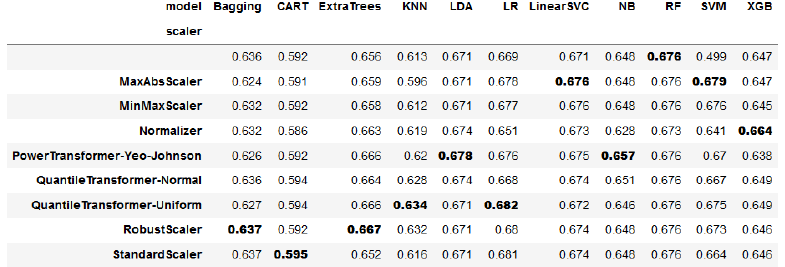 model Bagging CART ExtraTrees KNN LDA LR LinearSVC NB RF SVM XGB
scaler
0.636 0.592 0.656 0.613 0.671 0.669 0.671 0.648 0.676 0.499 0.647
MaxAbsScaler 0.624 0.591 0.659 0.596 0.671 0.678 0.676 0.648 0.676 0.679 0.647
MinMaxScaler 0.632 0.592 0.658 0.612 0.671 0.677 0.676 0.648 0.676 0.676 0.645
Normalizer 0.632 0.586 0.663 0.619 0.674 0.651 0.673 0.628 0.673 0.641 0.664
PowerTransformer-Yeo-Johnson 0.626 0.592 0.666 0.62 0.678 0.676 0.675 0.657 0.676 0.67 0.638
QuantileTransformer-Normal 0.636 0.594 0.664 0.628 0.674 0.668 0.674 0.651 0.676 0.675 0.649
QuantileTransformer-Uniform 0.627 0.594 0.666 0.634 0.671 0.682 0.672 0.646 0.676 0.676 0.649
RobustScaler 0.637 0.592 0.667 0.632 0.671 0.68 0.674 0.648 0.676 0.673 0.646
StandardScaler 0.637 0.595 0.652 0.616 0.671 0.681 0.674 0.648 0.676 0.664 0.646